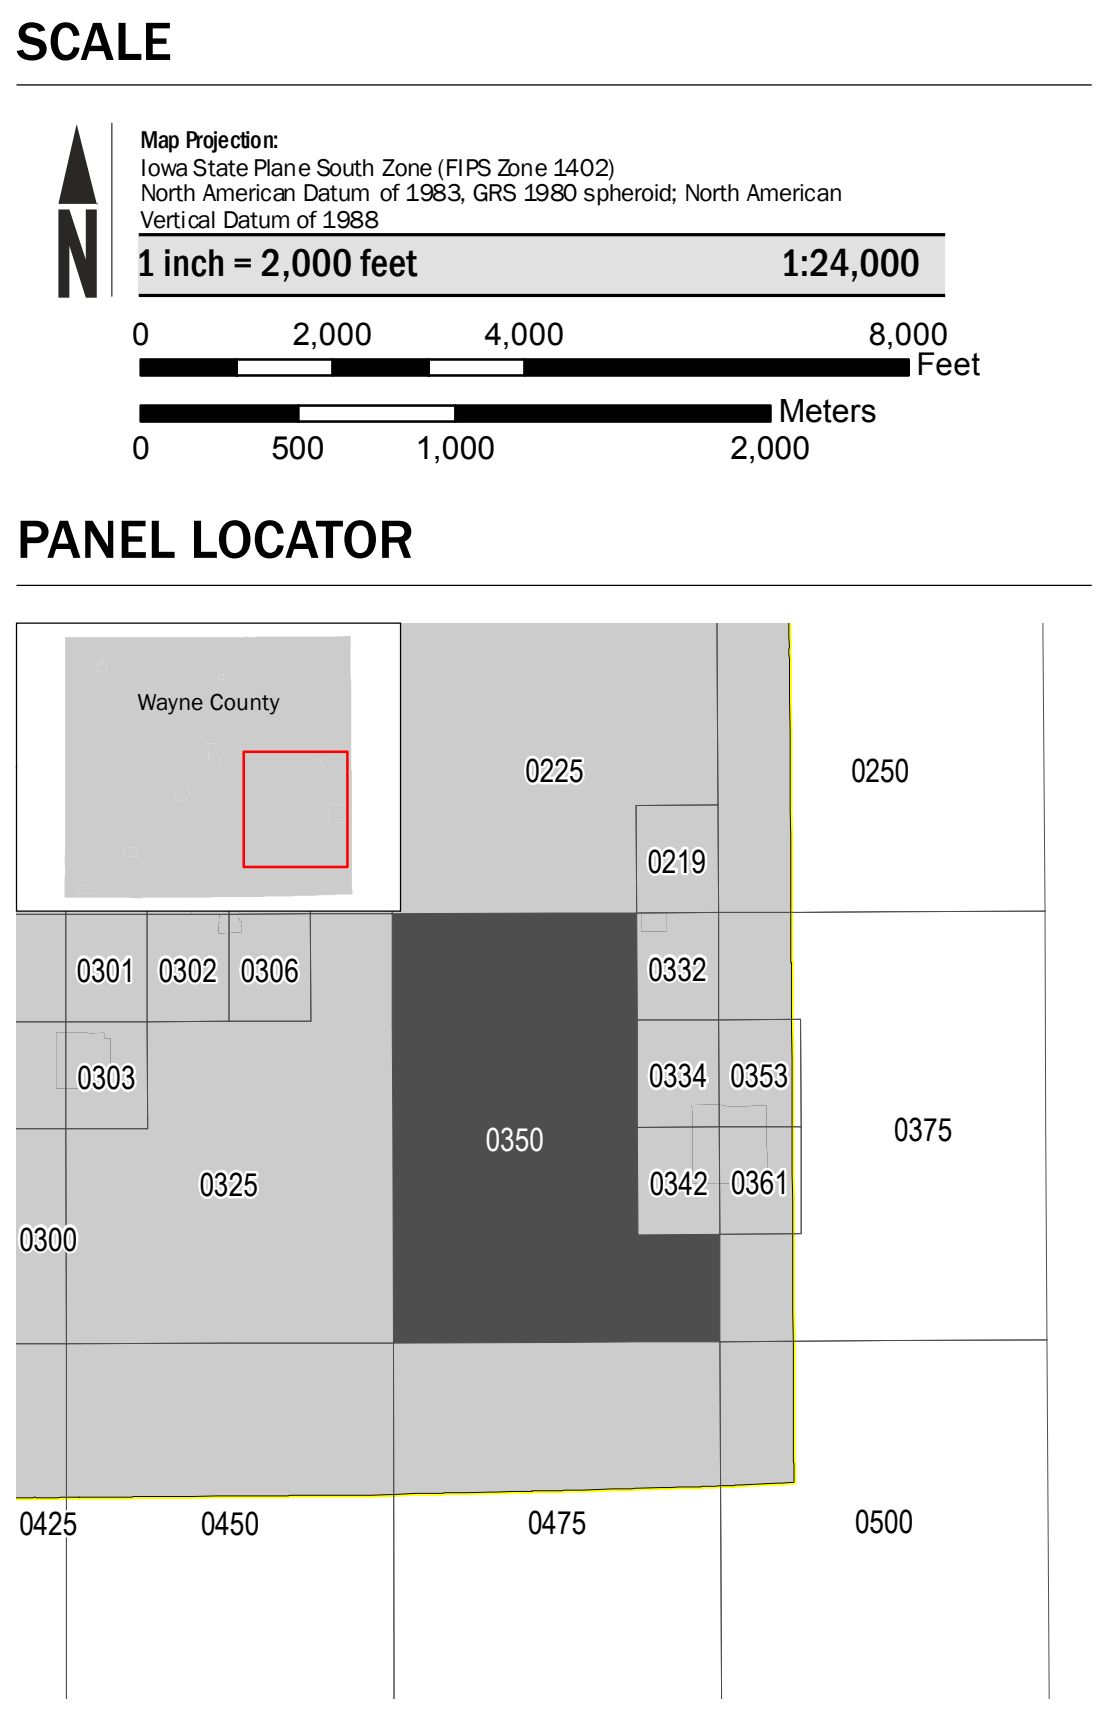 SCALE
Map Projection:
Iowa State Plane South Zone (FIPS Zone 1402)
North American Datum of 1983, GRS 1980 spheroid; North American
Vertical Datum of 1988
1 inch = 2,000 feet 1:24,000
0 2,000 4,000 8,000
Feet
Meters
0 500 1,000 2,000
N
PANEL LOCATOR
Wayne County
0225 0250
0219
0301 0302 0306 0332
0303 0334 0353
0350 0375
0325 0342 0361
0300
0425 0450 0475 0500